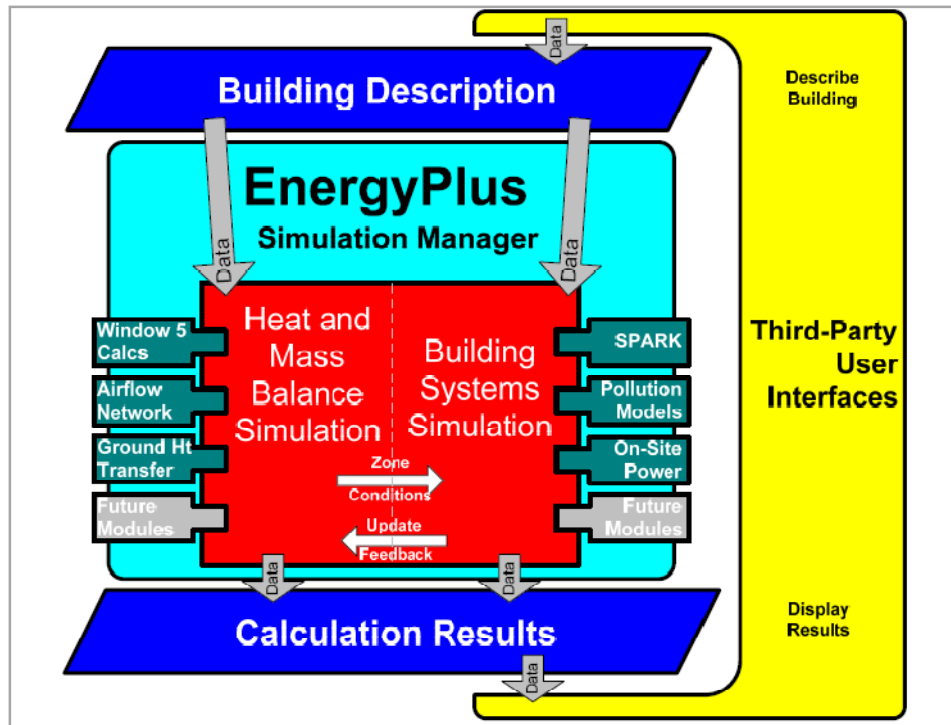 Data
Describe
Building
Building Description
EnergyPlus
Simulation Manager
Data
Data
Window 5
Calcs
Airflow
Network
Ground Ht
Transfer
Future
Modules
Heat and
Mass
Balance
Simulation
Building
Systems
Simulation
Zone
Conditions
Update
Feedback
SPARK
Pollution
Models
On-Site
Power
Future
Modules
Third-Party
User
Interfaces
Data
Data
Calculation Results
Display
Results
Data